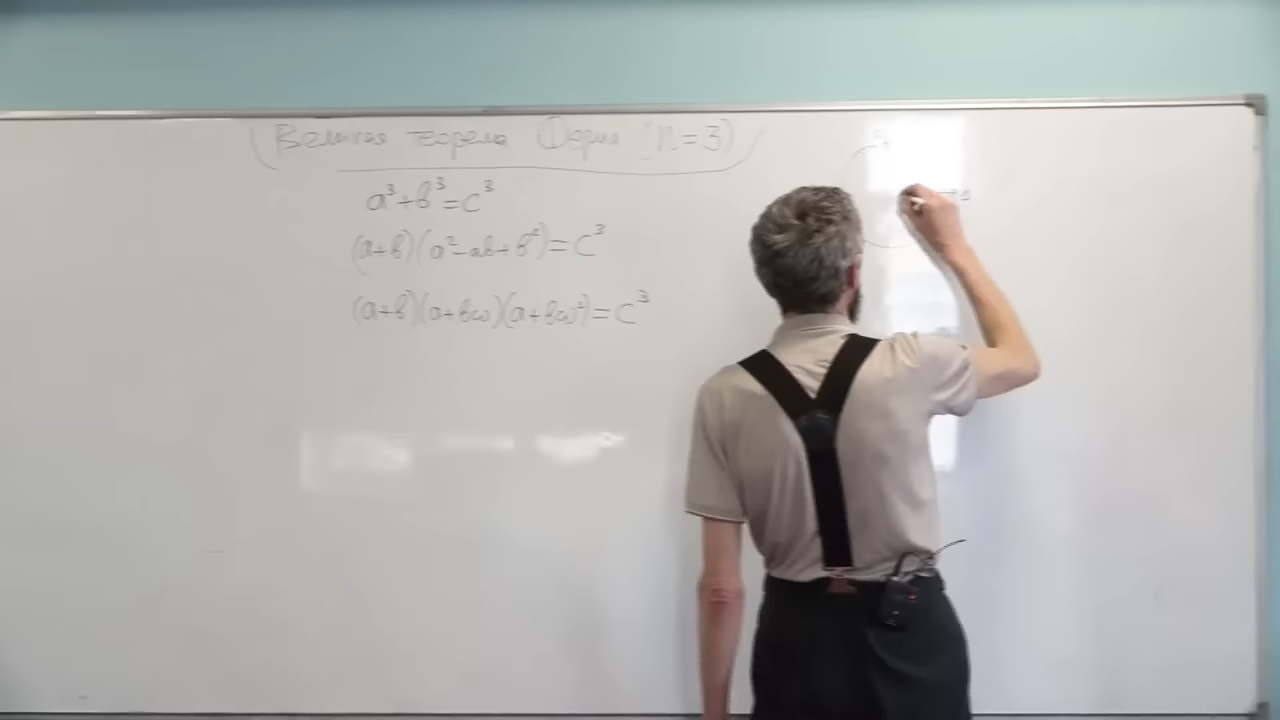 Великая теорема Ферма (n=3)
a³+b³=c³
(a+b)(a²-ab+b²)=c³
(a+b)(a+bω)(a+bω²)=c³